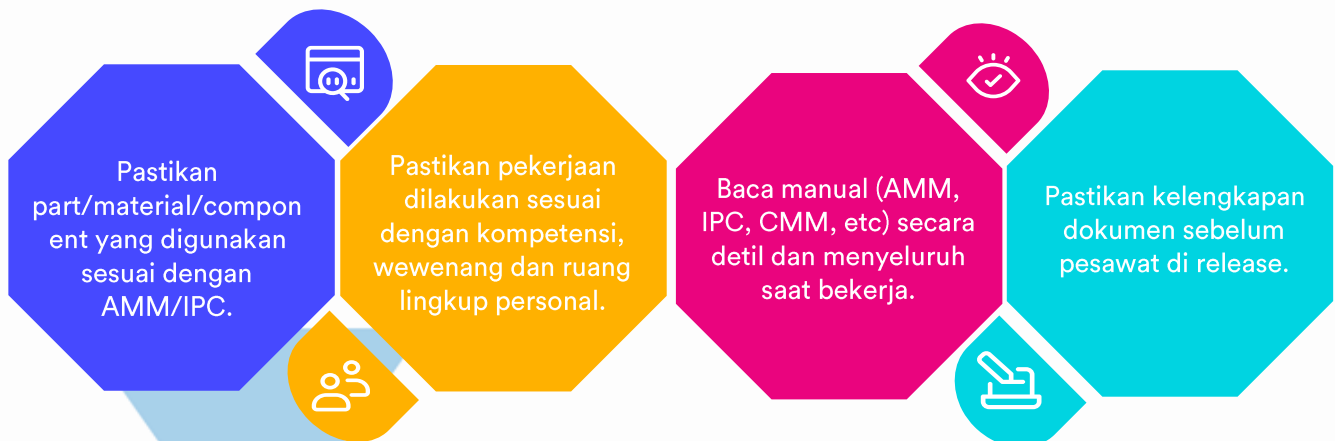 Pastikan
part/material/compon
ent yang digunakan
sesuai dengan
AMM/IPC.
Pastikan pekerjaan
dilakukan sesuai
dengan kompetensi,
wewenang dan ruang
lingkup personal.
Baca manual (AMM,
IPC, CMM, etc) secara
detil dan menyeluruh
saat bekerja.
Pastikan kelengkapan
dokumen sebelum
pesawat di release.